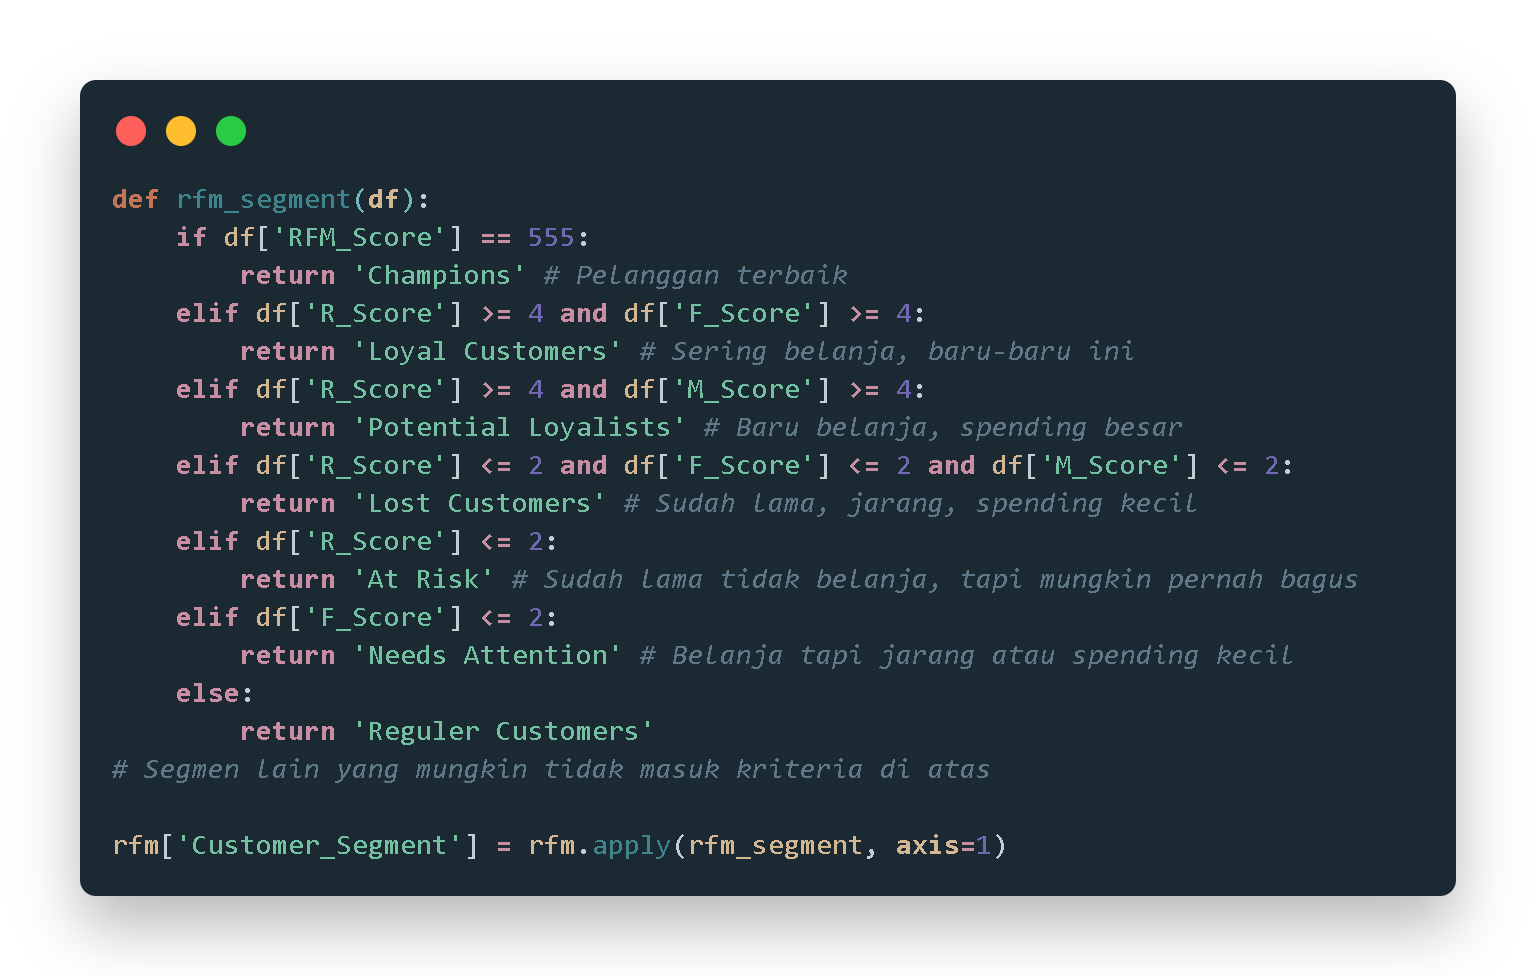 def rfm_segment(df):
    if df['RFM_Score'] == 555:
        return 'Champions' # Pelanggan terbaik
    elif df['R_Score'] >= 4 and df['F_Score'] >= 4:
        return 'Loyal Customers' # Sering belanja, baru-baru ini
    elif df['R_Score'] >= 4 and df['M_Score'] >= 4:
        return 'Potential Loyalists' # Baru belanja, spending besar
    elif df['R_Score'] <= 2 and df['F_Score'] <= 2 and df['M_Score'] <= 2:
        return 'Lost Customers' # Sudah lama, jarang, spending kecil
    elif df['R_Score'] <= 2:
        return 'At Risk' # Sudah lama tidak belanja, tapi mungkin pernah bagus
    elif df['F_Score'] <= 2:
        return 'Needs Attention' # Belanja tapi jarang atau spending kecil
    else:
        return 'Reguler Customers'
# Segmen lain yang mungkin tidak masuk kriteria di atas
rfm['Customer_Segment'] = rfm.apply(rfm_segment, axis=1)